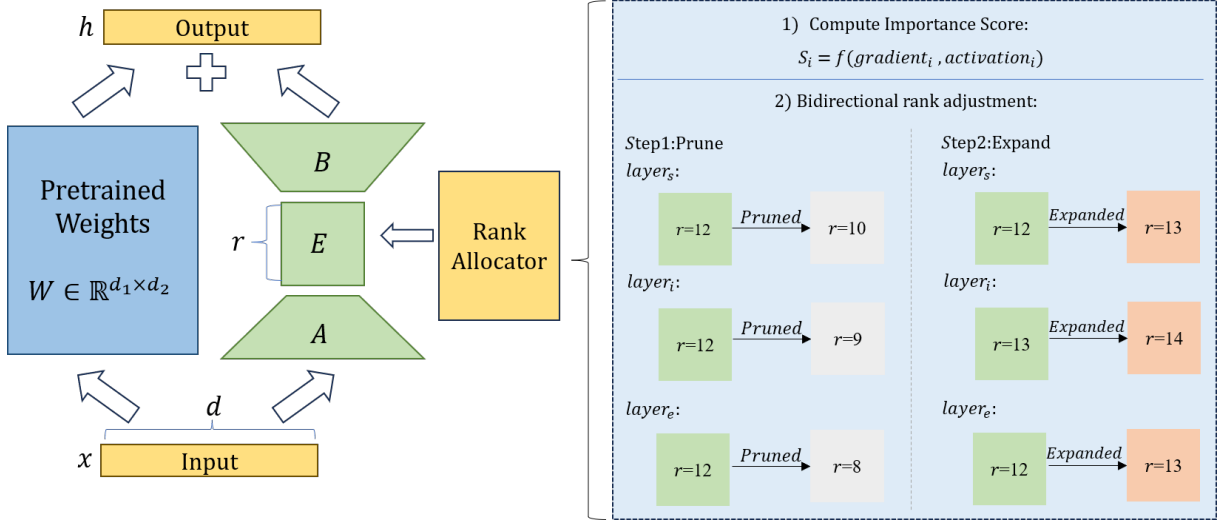 h
Output
Pretrained
Weights
W ∈ ℝ^{d_1×d_2}
B
r
E
A
Rank
Allocator
d
x
Input
1) Compute Importance Score:
S_i = f(gradient_i , activation_i)
2) Bidirectional rank adjustment:
Step1:Prune
layer_s:
r=12
Pruned
r=10
layer_i:
r=12
Pruned
r=9
layer_e:
r=12
Pruned
r=8
Step2:Expand
layer_s:
r=12
Expanded
r=13
layer_i:
r=13
Expanded
r=14
layer_e:
r=12
Expanded
r=13